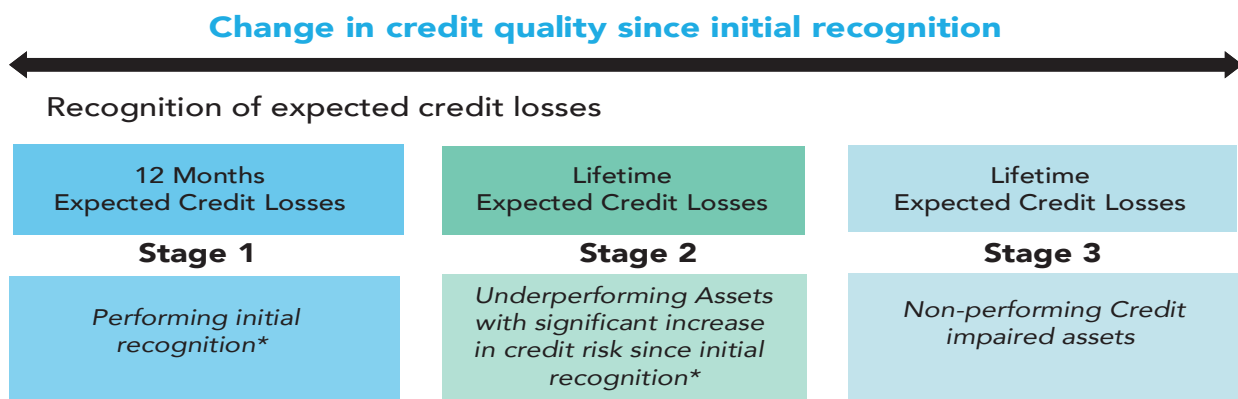 Change in credit quality since initial recognition
Recognition of expected credit losses
12 Months
Expected Credit Losses
Lifetime
Expected Credit Losses
Lifetime
Expected Credit Losses
Stage 1
Stage 2
Stage 3
Performing initial
recognition*
Underperforming Assets
with significant increase
in credit risk since initial
recognition*
Non-performing Credit
impaired assets